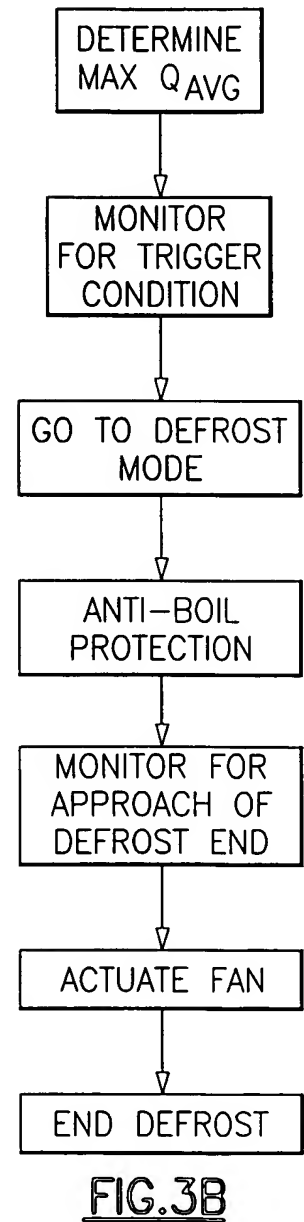 DETERMINE
MAX QAVG
MONITOR
FOR TRIGGER
CONDITION
GO TO DEFROST
MODE
ANTI-BOIL
PROTECTION
MONITOR FOR
APPROACH OF
DEFROST END
ACTUATE FAN
END DEFROST
FIG.3B